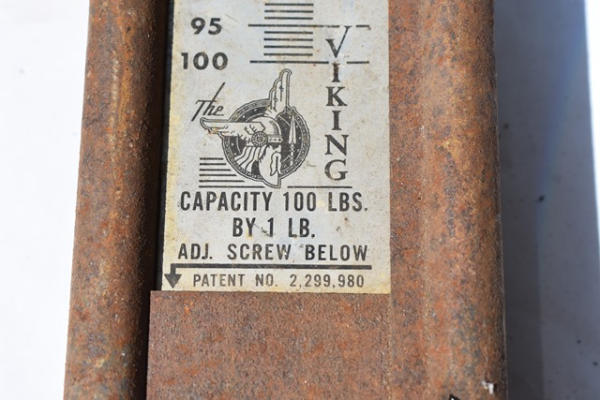 95
100
The
VIKING
CAPACITY 100 LBS.
BY 1 LB.
ADJ. SCREW BELOW
PATENT NO. 2,299,980